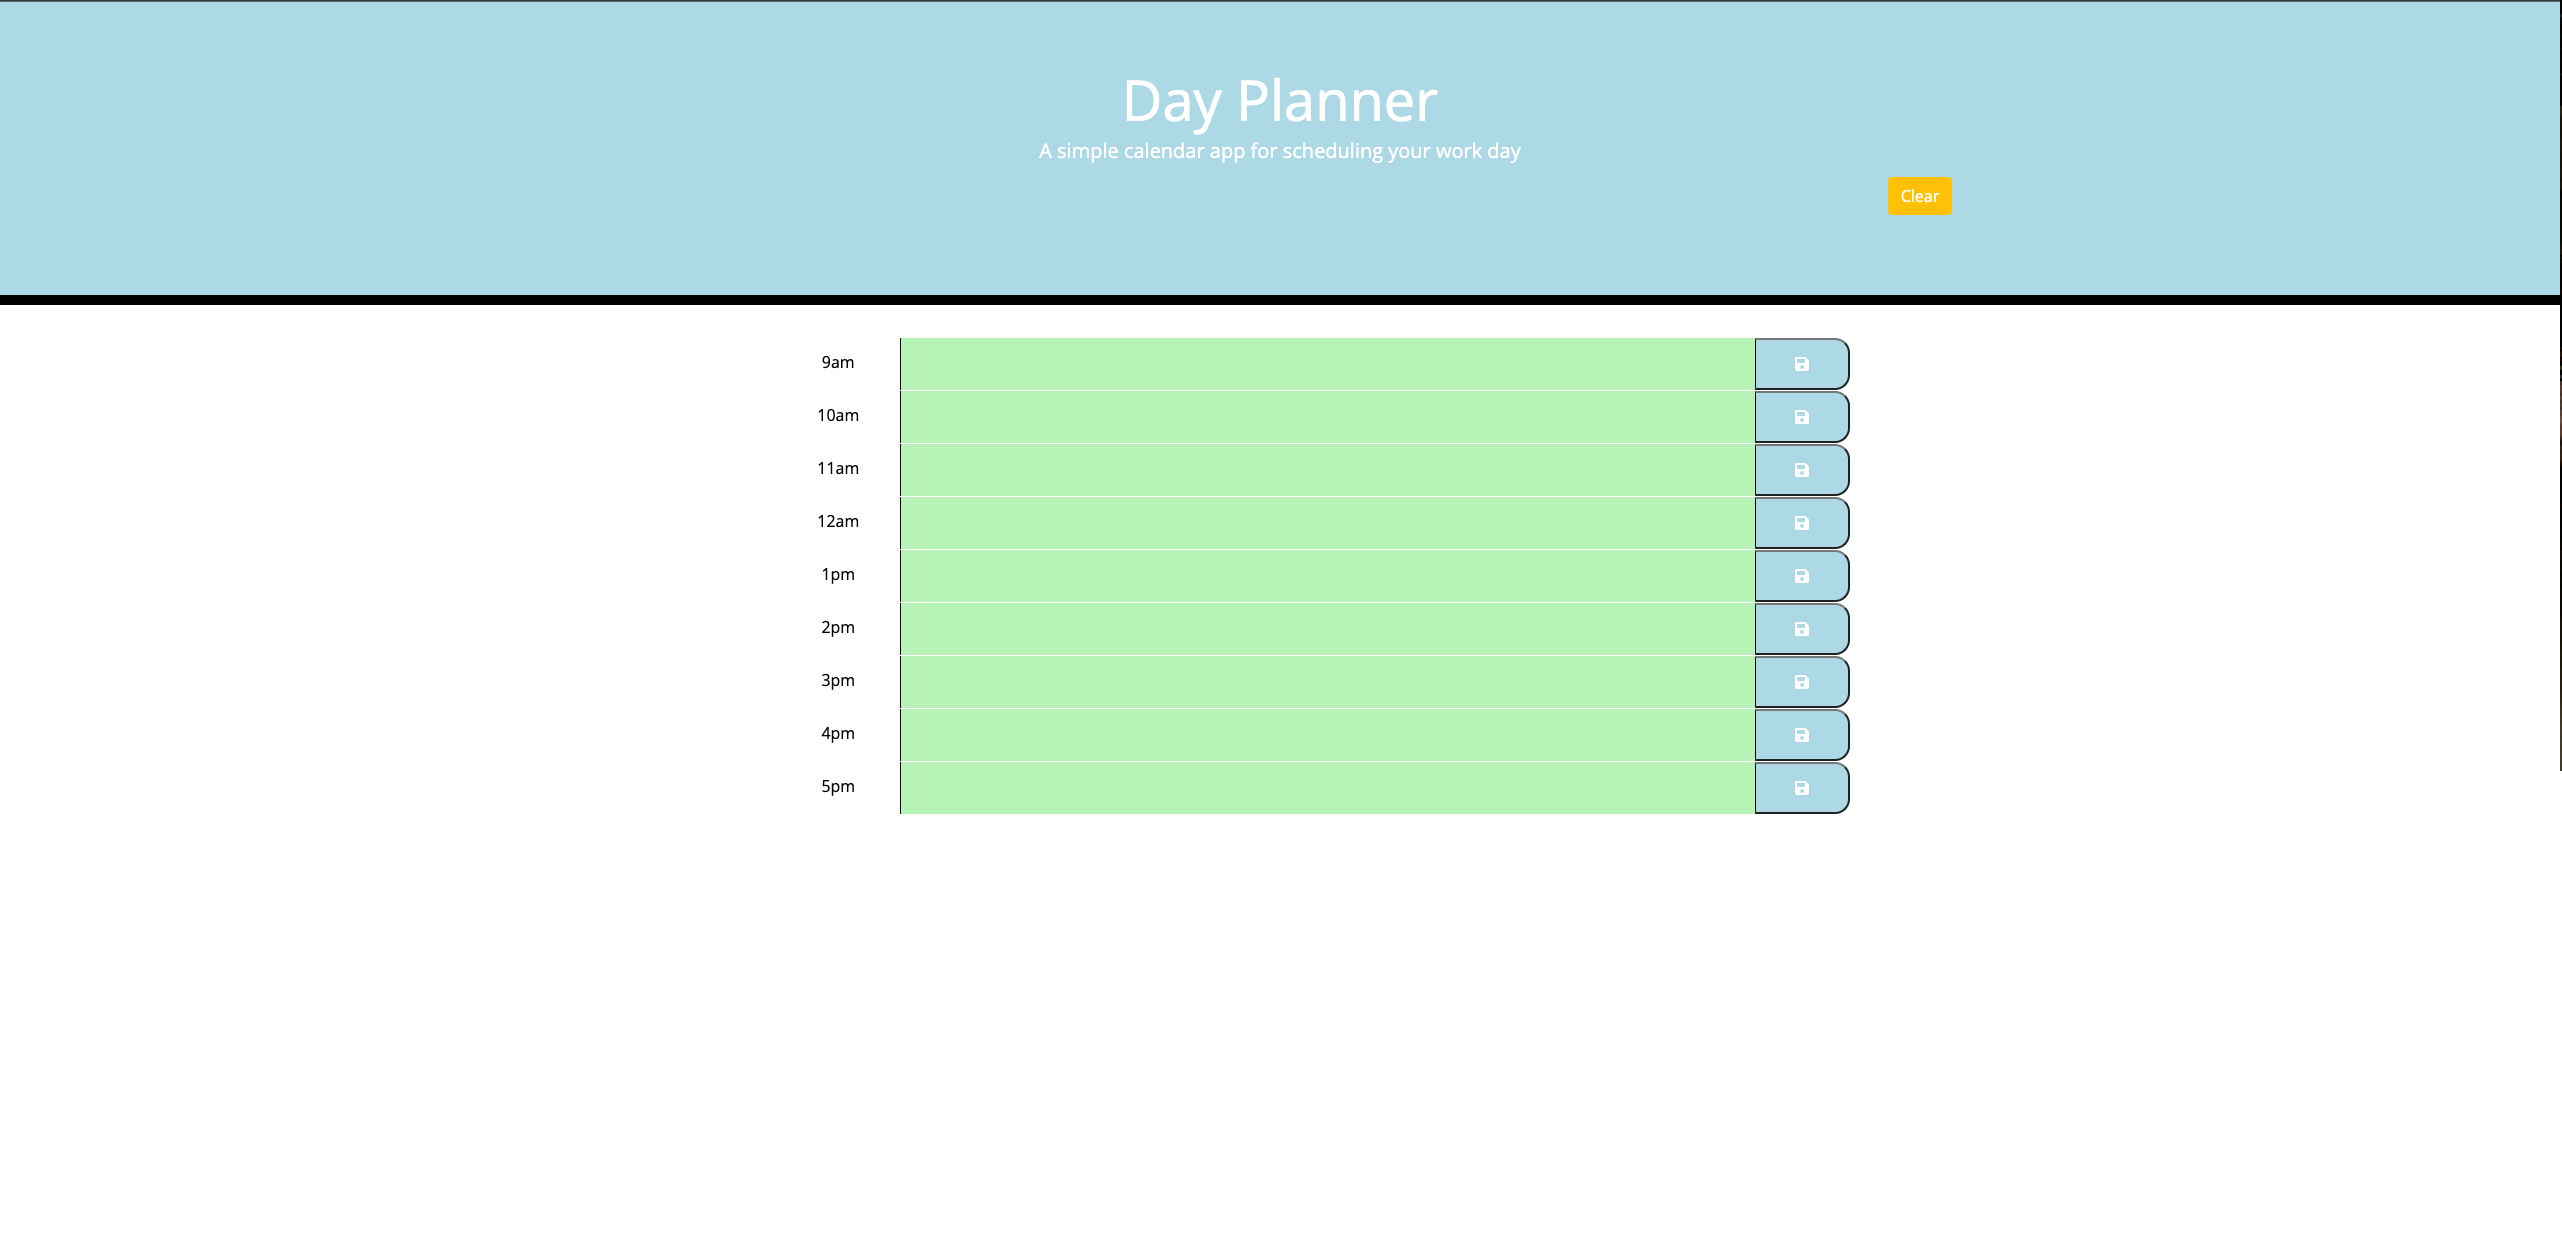 Day Planner
A simple calendar app for scheduling your work day
Clear
9am
10am
11am
12am
1pm
2pm
3pm
4pm
5pm